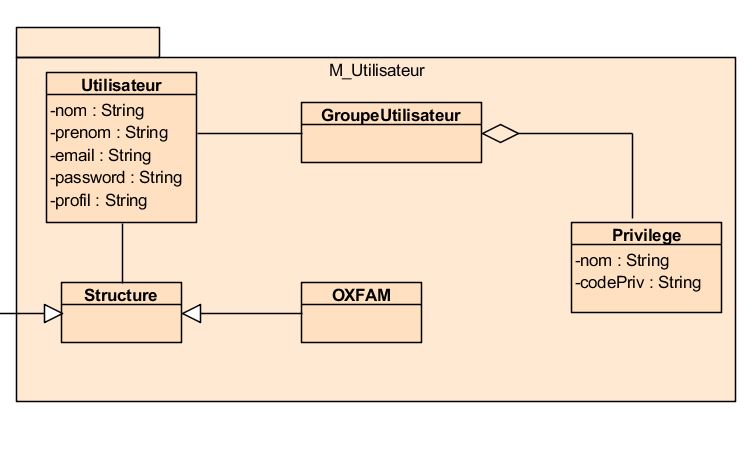 M_Utilisateur
Utilisateur
-nom : String
-prenom : String
-email : String
-password : String
-profil : String
GroupeUtilisateur
Privilege
-nom : String
-codePriv : String
Structure
OXFAM